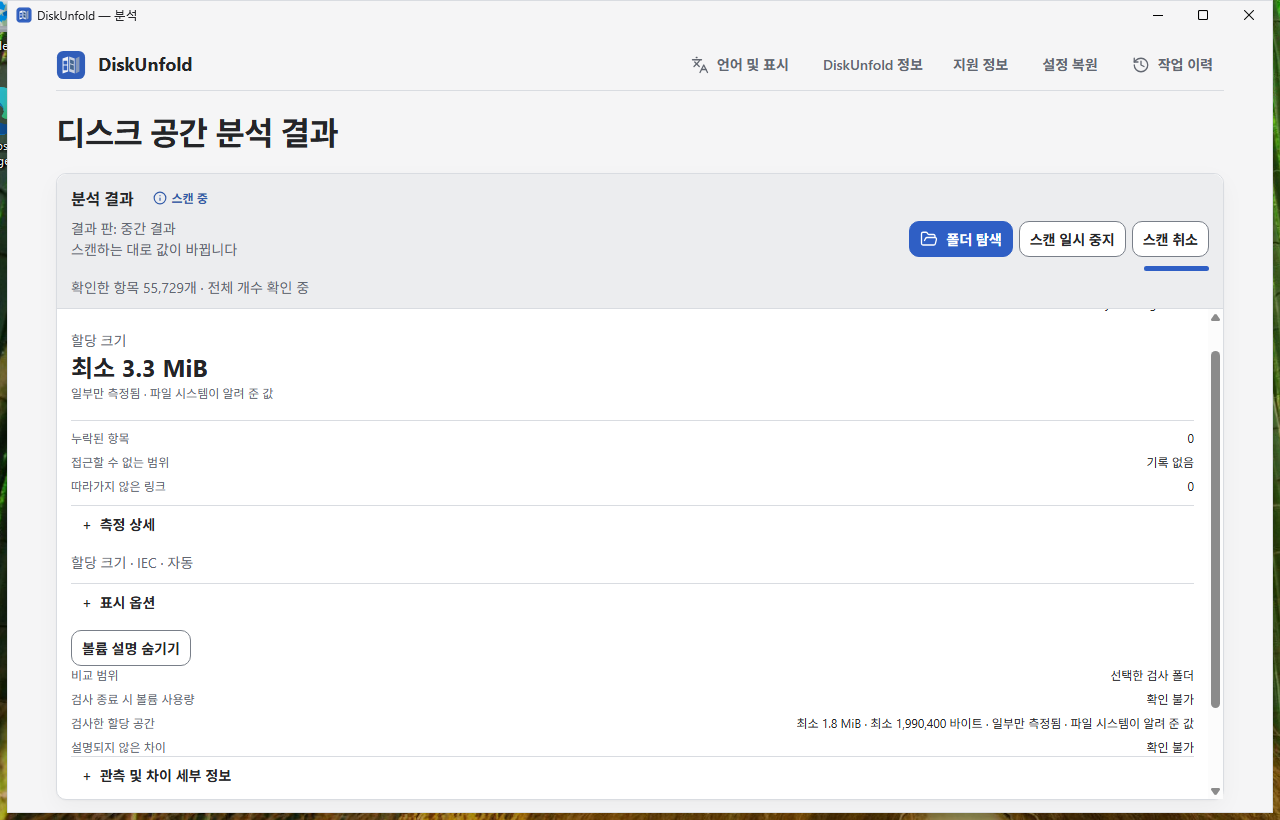 DiskUnfold — 분석
DiskUnfold
언어 및 표시
DiskUnfold 정보
지원 정보
설정 복원
작업 이력
디스크 공간 분석 결과
분석 결과
스캔 중
결과 판: 중간 결과
스캔하는 대로 값이 바뀝니다
폴더 탐색
스캔 일시 중지
스캔 취소
확인한 항목 55,729개 · 전체 개수 확인 중
할당 크기
최소 3.3 MiB
일부만 측정됨 · 파일 시스템이 알려 준 값
누락된 항목 0
접근할 수 없는 범위 기록 없음
따라가지 않은 링크 0
+ 측정 상세
할당 크기 · IEC · 자동
+ 표시 옵션
볼륨 설명 숨기기
비교 범위 선택한 검사 폴더
검사 종료 시 볼륨 사용량 확인 불가
검사한 할당 공간 최소 1.8 MiB · 최소 1,990,400 바이트 · 일부만 측정됨 · 파일 시스템이 알려 준 값
설명되지 않은 차이 확인 불가
+ 관측 및 차이 세부 정보